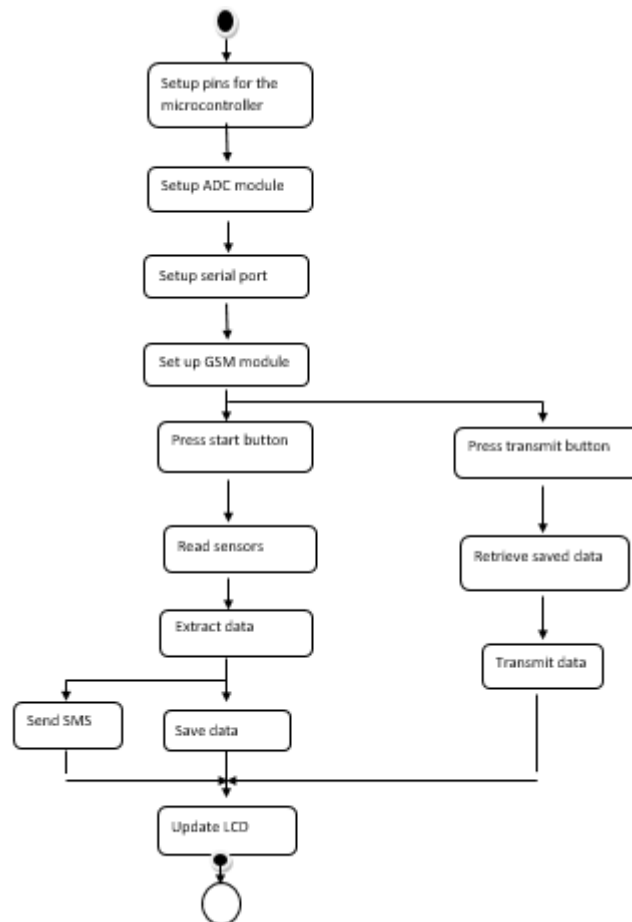 Setup pins for the
microcontroller
Setup ADC module
Setup serial port
Set up GSM module
Press start button
Press transmit button
Read sensors
Retrieve saved data
Extract data
Transmit data
Send SMS
Save data
Update LCD